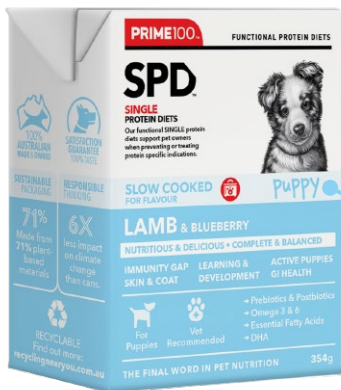 PRIME100™
FUNCTIONAL PROTEIN DIETS
SPD™
SINGLE
PROTEIN DIETS
Our functional SINGLE protein
diets support pet owners
when preventing or treating
protein specific indications.
SLOW COOKED
FOR FLAVOUR
puppy
LAMB & BLUEBERRY
NUTRITIOUS & DELICIOUS • COMPLETE & BALANCED
IMMUNITY GAP
SKIN & COAT
LEARNING &
DEVELOPMENT
ACTIVE PUPPIES
GI HEALTH
For
Puppies
Vet
Recommended
→ Prebiotics & Postbiotics
→ Omega 3 & 6
→ Essential Fatty Acids
→ DHA
THE FINAL WORD IN PET NUTRITION
354g
100%
AUSTRALIAN
MADE & OWNED
SATISFACTION
GUARANTEE
100% TASTE
SUSTAINABLE
PACKAGING
71%
Made from
71% plant-
based
materials
RESPONSIBLE
THINKING
6X
less impact
on climate
change
than cans.
RECYCLABLE
Find out more:
recyclingnearyou.com.au